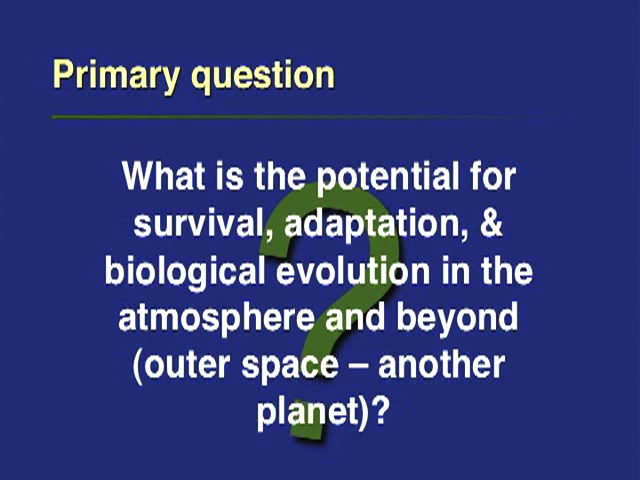 Primary question
What is the potential for
survival, adaptation, &
biological evolution in the
atmosphere and beyond
(outer space – another
planet)?
?